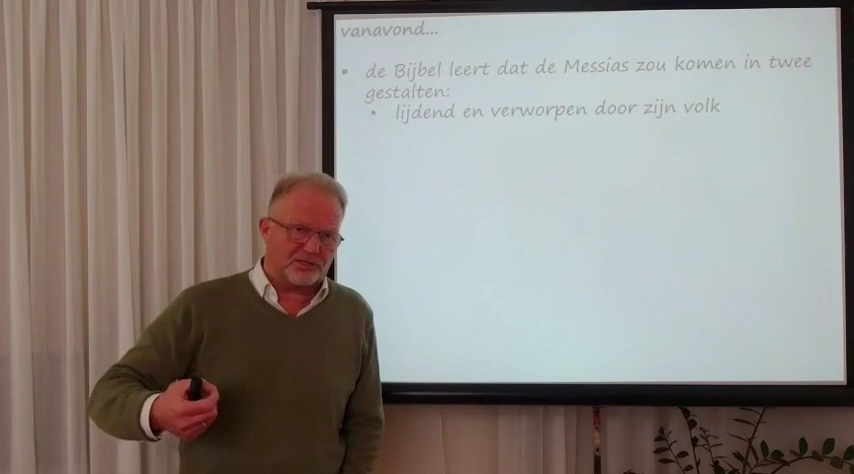 vanavond...
▪ de Bijbel leert dat de Messias zou komen in twee
gestalten:
• lijdend en verworpen door zijn volk